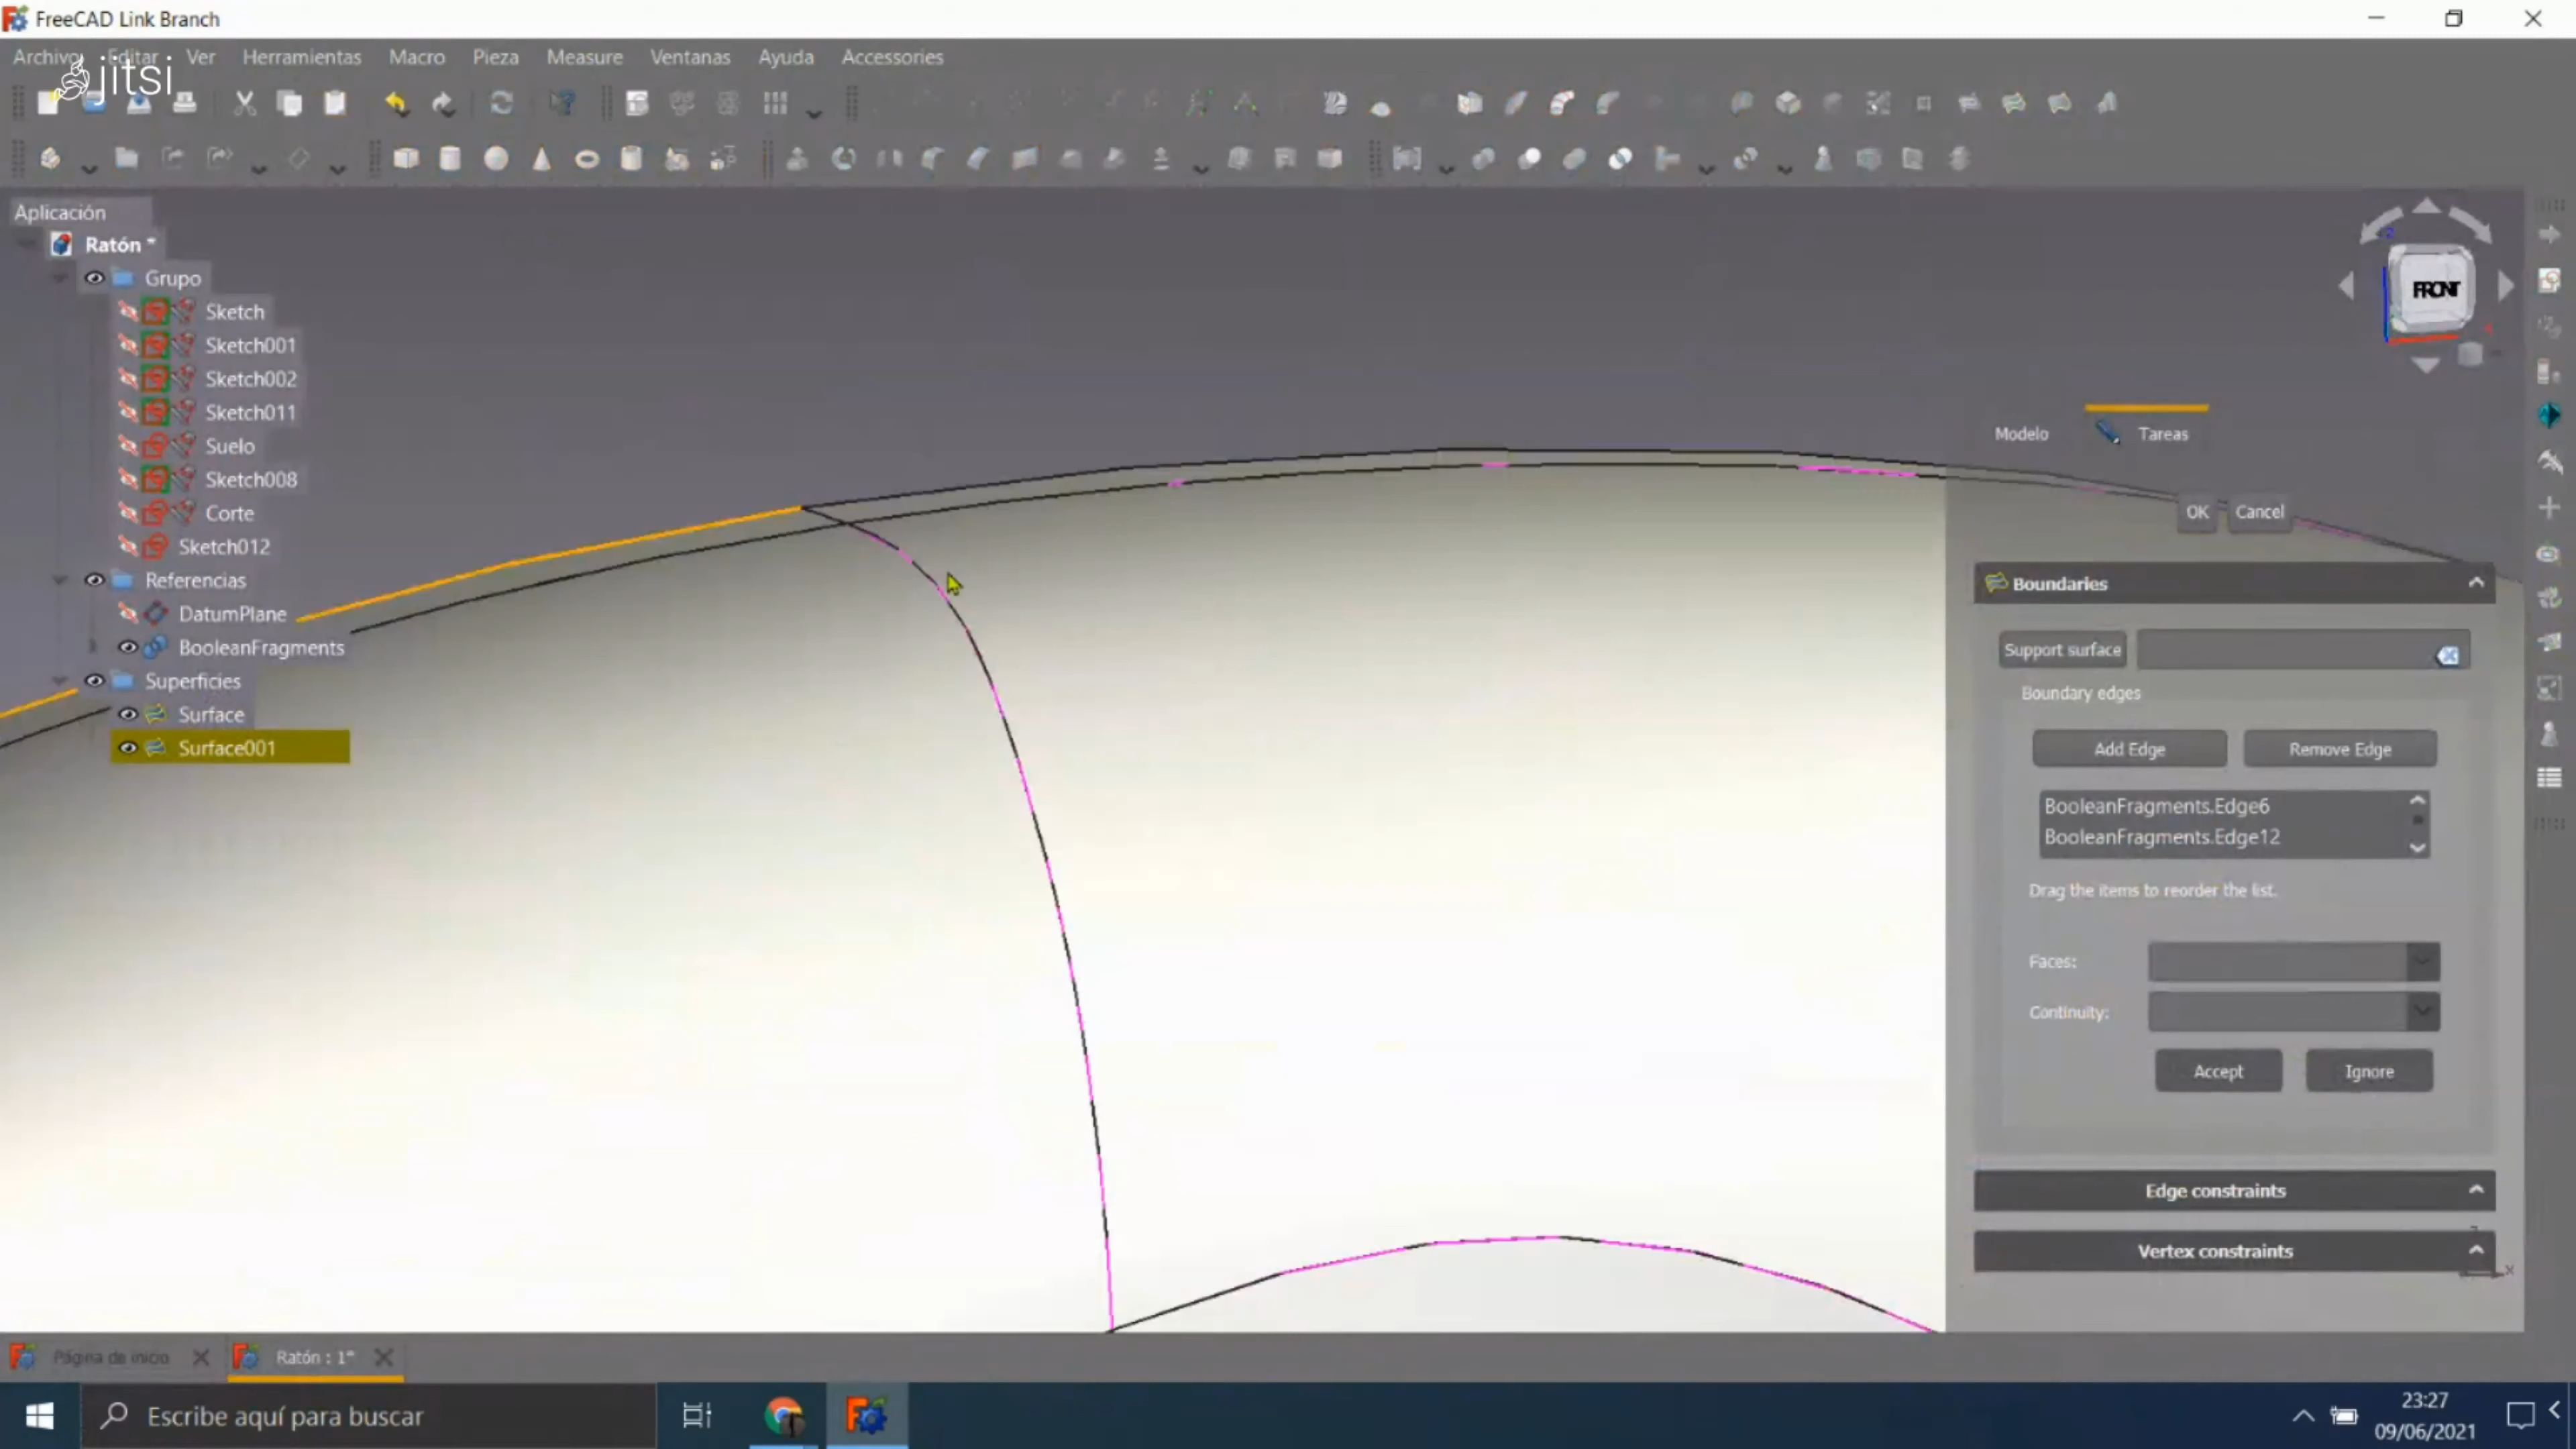 FreeCAD Link Branch
Archivo Editar Ver Herramientas Macro Pieza Measure Ventanas Ayuda Accessories
jitsi
Aplicación
Ratón *
Grupo
Sketch
Sketch001
Sketch002
Sketch011
Suelo
Sketch008
Corte
Sketch012
Referencias
DatumPlane
BooleanFragments
Superficies
Surface
Surface001
FRONT
Modelo Tareas
OK Cancel
Boundaries
Support surface
Boundary edges
Add Edge Remove Edge
BooleanFragments.Edge6
BooleanFragments.Edge12
Drag the items to reorder the list.
Faces:
Continuity:
Accept Ignore
Edge constraints
Vertex constraints
Página de inicio Ratón : 1*
Escribe aquí para buscar
23:27
09/06/2021